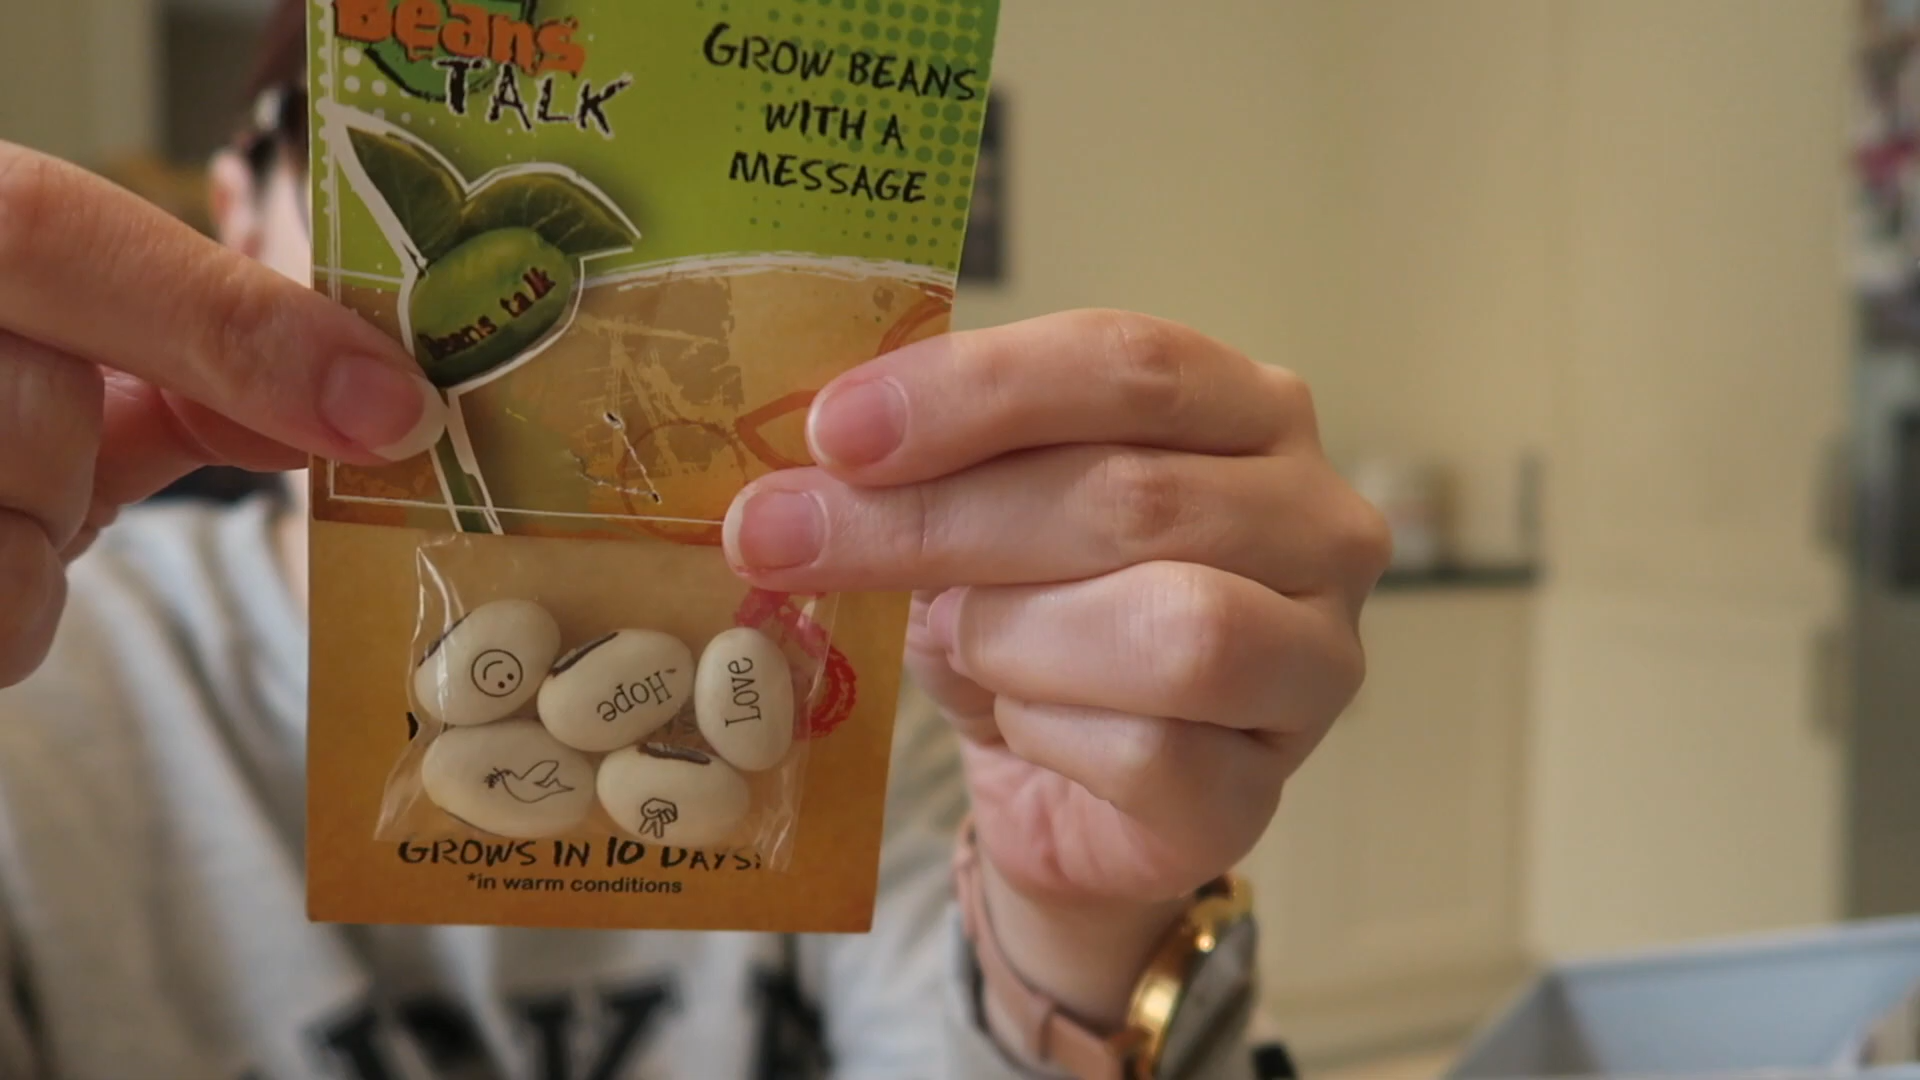 Beans
TALK
GROW BEANS
WITH A
MESSAGE
Beans talk
Hope
Love
GROWS IN 10 DAYS!
*in warm conditions